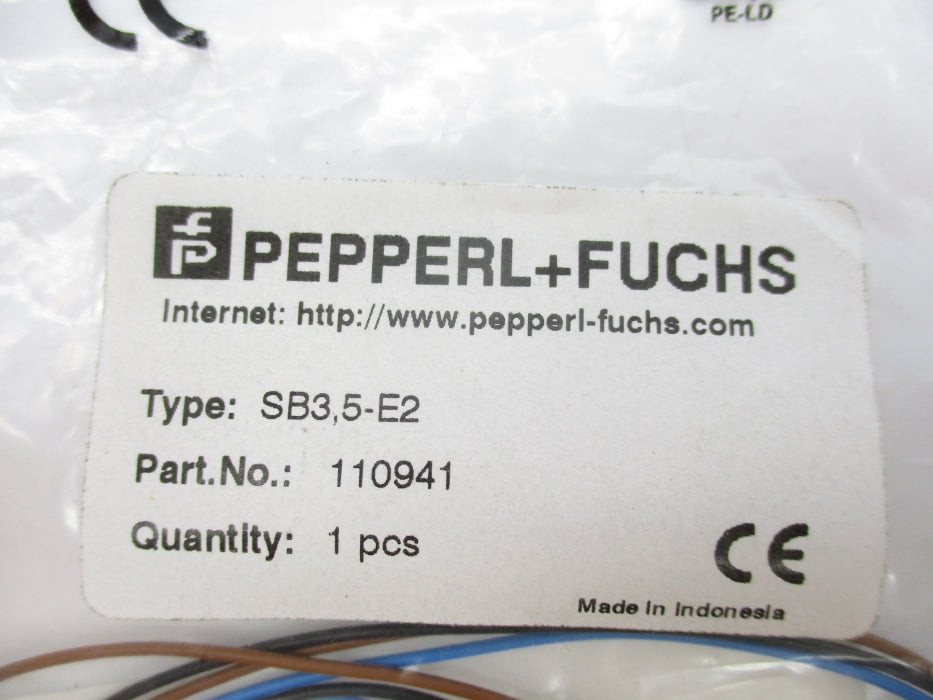 PE-LD
PEPPERL+FUCHS
Internet: http://www.pepperl-fuchs.com
Type: SB3,5-E2
Part.No.: 110941
Quantity: 1 pcs
CE
Made In Indonesia